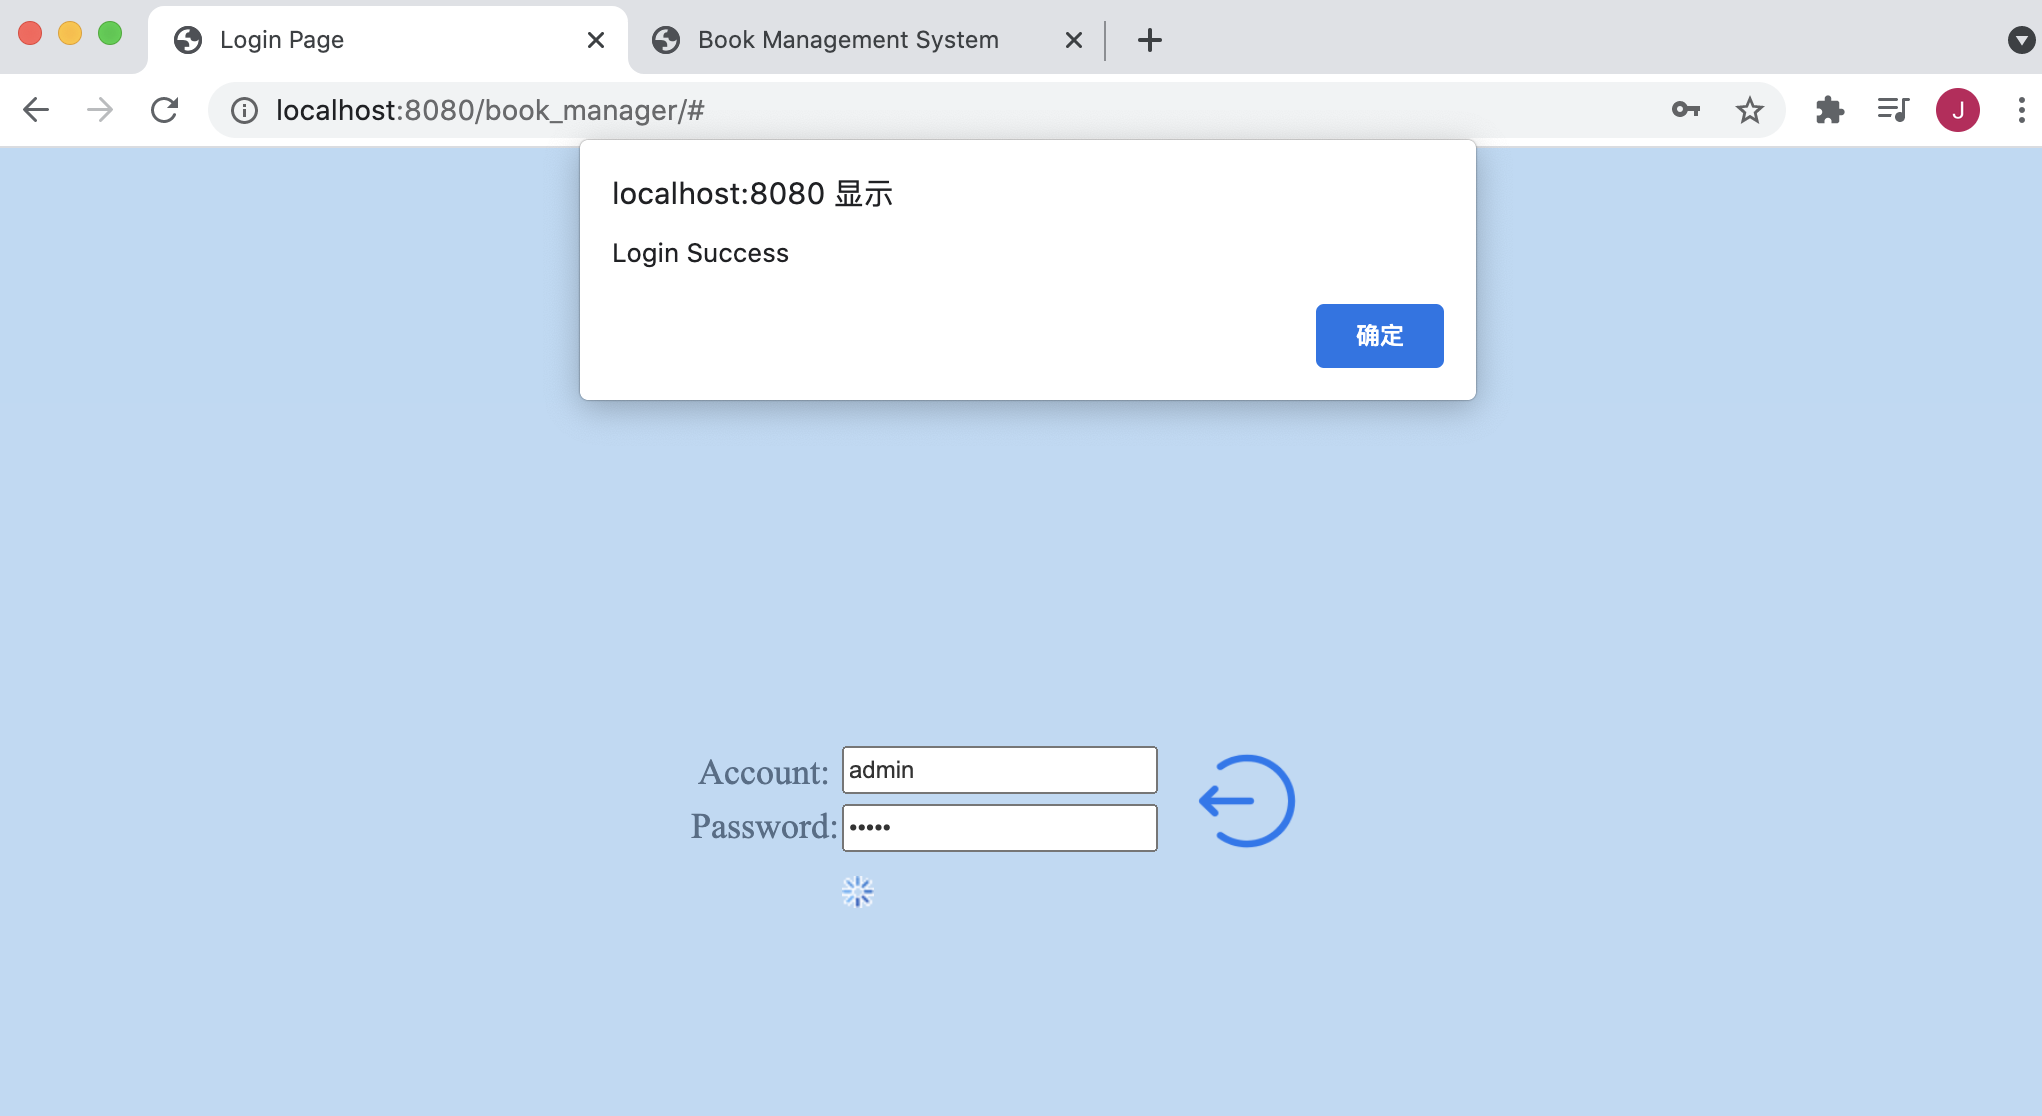 Login Page
Book Management System
localhost:8080/book_manager/#
J
localhost:8080 显示
Login Success
确定
Account: admin
Password: •••••